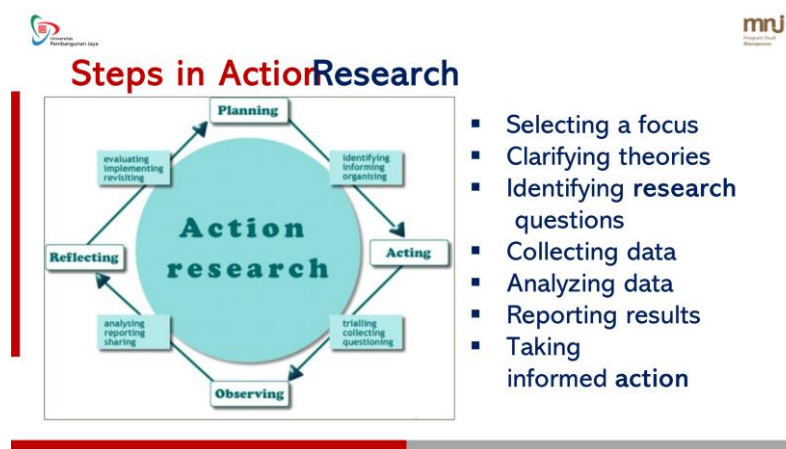 Universitas
Pembangunan Jaya
mnj
Program Studi
Manajemen
Steps in ActionResearch
Planning
evaluating
implementing
revisiting
identifying
informing
organising
Action
research
Reflecting
Acting
analysing
reporting
sharing
trialling
collecting
questioning
Observing
▪ Selecting a focus
▪ Clarifying theories
▪ Identifying research
questions
▪ Collecting data
▪ Analyzing data
▪ Reporting results
▪ Taking
informed action